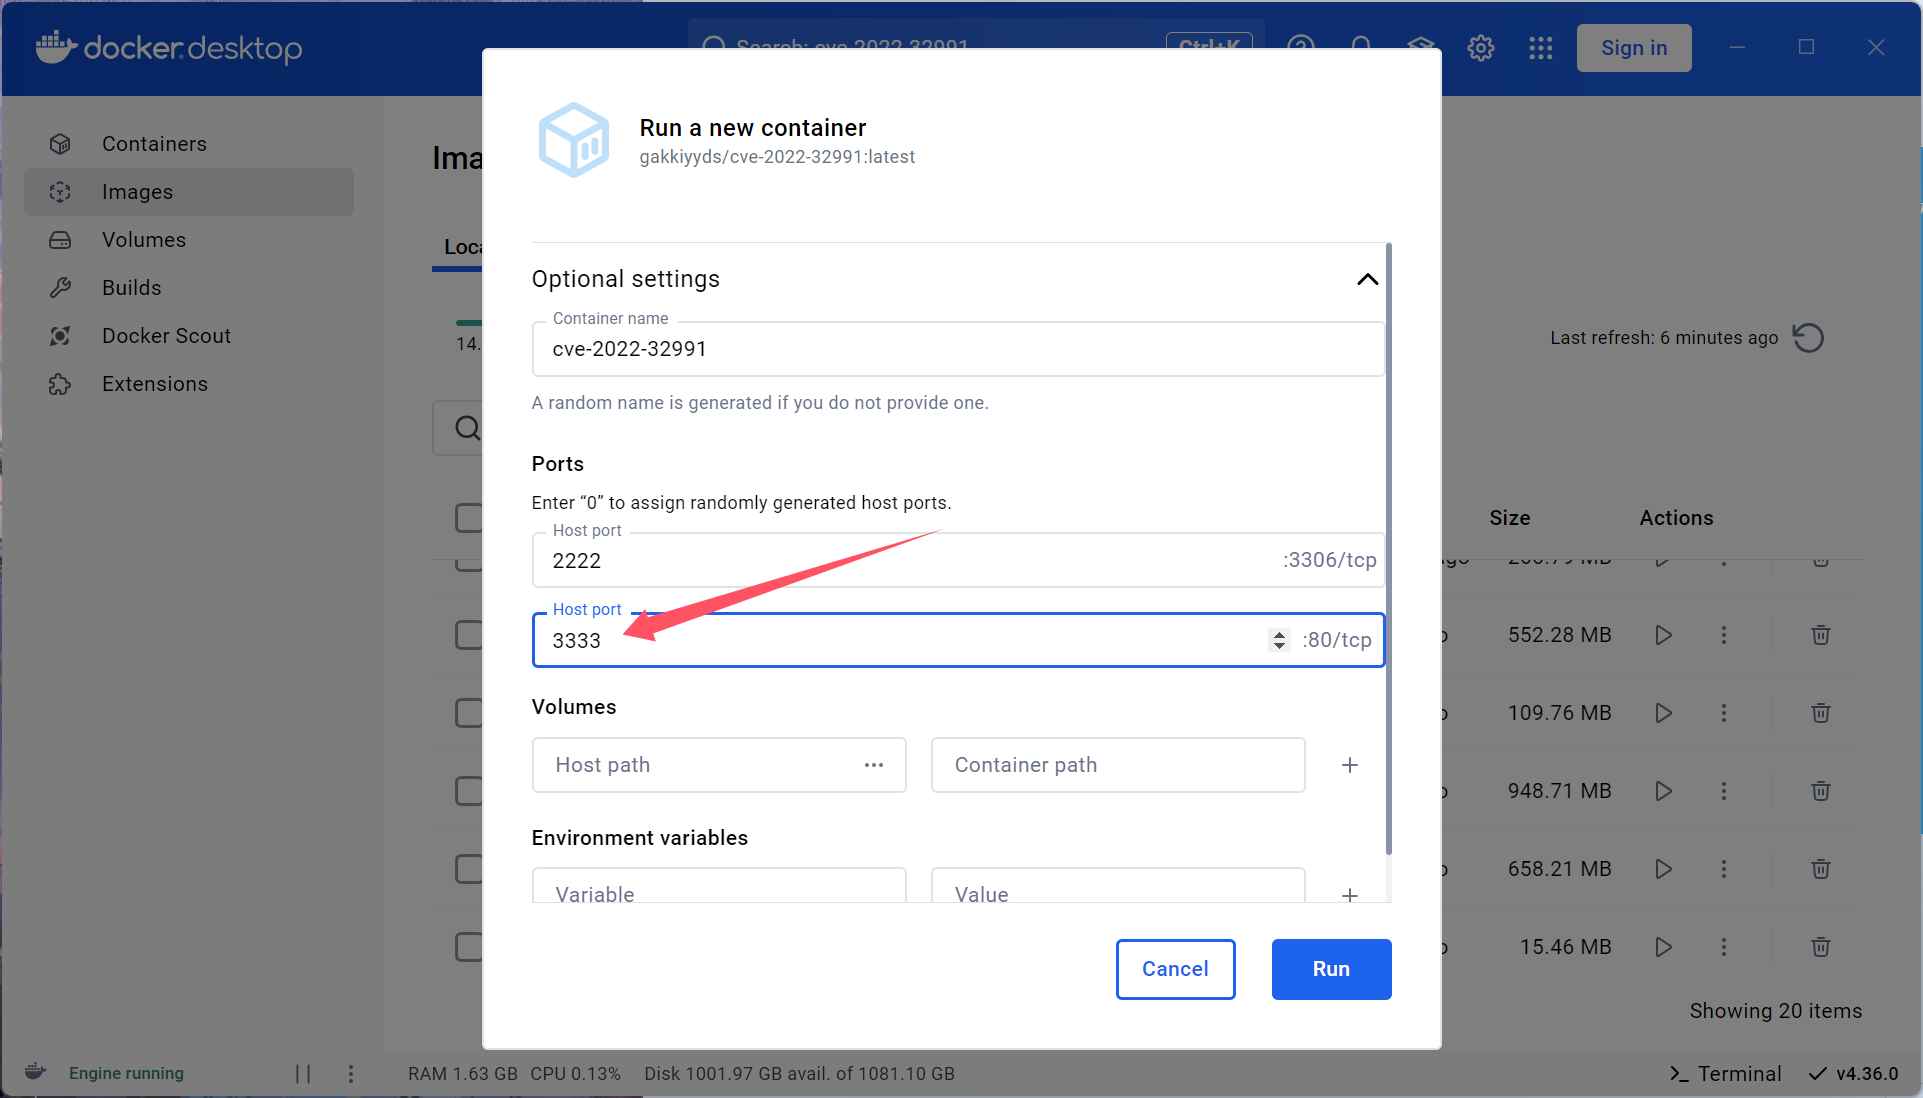 docker.desktop
Search: cve-2022-32991
Ctrl+K
Sign in
Containers
Images
Volumes
Builds
Docker Scout
Extensions
Ima
Loca
14.
Last refresh: 6 minutes ago
Run a new container
gakkiyyds/cve-2022-32991:latest
Optional settings
Container name
cve-2022-32991
A random name is generated if you do not provide one.
Ports
Enter “0” to assign randomly generated host ports.
Host port
2222
:3306/tcp
Host port
3333
:80/tcp
Volumes
Host path
Container path
Environment variables
Variable
Value
Cancel
Run
Size
Actions
552.28 MB
109.76 MB
948.71 MB
658.21 MB
15.46 MB
Showing 20 items
Engine running
RAM 1.63 GB CPU 0.13% Disk 1001.97 GB avail. of 1081.10 GB
Terminal
v4.36.0